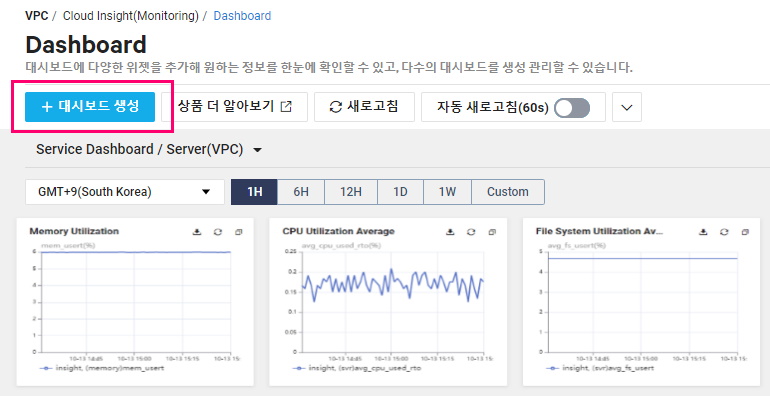 VPC / Cloud Insight(Monitoring) / Dashboard
Dashboard
대시보드에 다양한 위젯을 추가해 원하는 정보를 한눈에 확인할 수 있고, 다수의 대시보드를 생성 관리할 수 있습니다.
+ 대시보드 생성 상품 더 알아보기 새로고침 자동 새로고침(60s)
Service Dashboard / Server(VPC)
GMT+9(South Korea) 1H 6H 12H 1D 1W Custom
Memory Utilization
mem_usert(%)
6
5
4
3
2
1
0
10-13 14:45 10-13 15:00 10-13 15:15 10-13 15:
insight, (memory)mem_usert
CPU Utilization Average
avg_cpu_used_rto(%)
0.25
0.2
0.15
0.1
0.05
0
10-13 14:45 10-13 15:00 10-13 15:15 10-13 15:
insight, (svr)avg_cpu_used_rto
File System Utilization Av...
avg_fs_usert(%)
5
4
3
2
1
0
10-13 14:45 10-13 15:00 10-13 15:15 10-13 15:
insight, (svr)avg_fs_usert